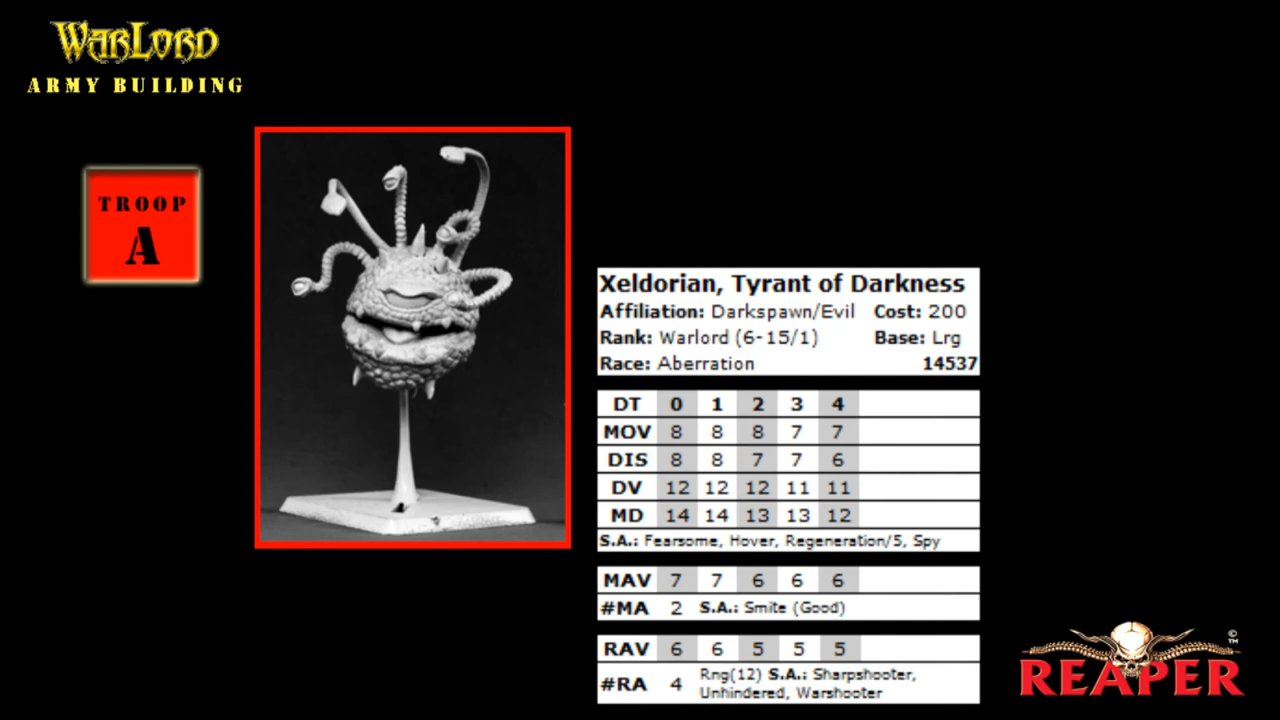 WARLORD
ARMY BUILDING
TROOP
A
Xeldorian, Tyrant of Darkness
Affiliation: Darkspawn/Evil Cost: 200
Rank: Warlord (6-15/1) Base: Lrg
Race: Aberration 14537
DT 0 1 2 3 4
MOV 8 8 8 7 7
DIS 8 8 7 7 6
DV 12 12 12 11 11
MD 14 14 13 13 12
S.A.: Fearsome, Hover, Regeneration/5, Spy
MAV 7 7 6 6 6
#MA 2 S.A.: Smite (Good)
RAV 6 6 5 5 5
#RA 4 Rng(12) S.A.: Sharpshooter,
Unhindered, Warshooter
©
TM
REAPER